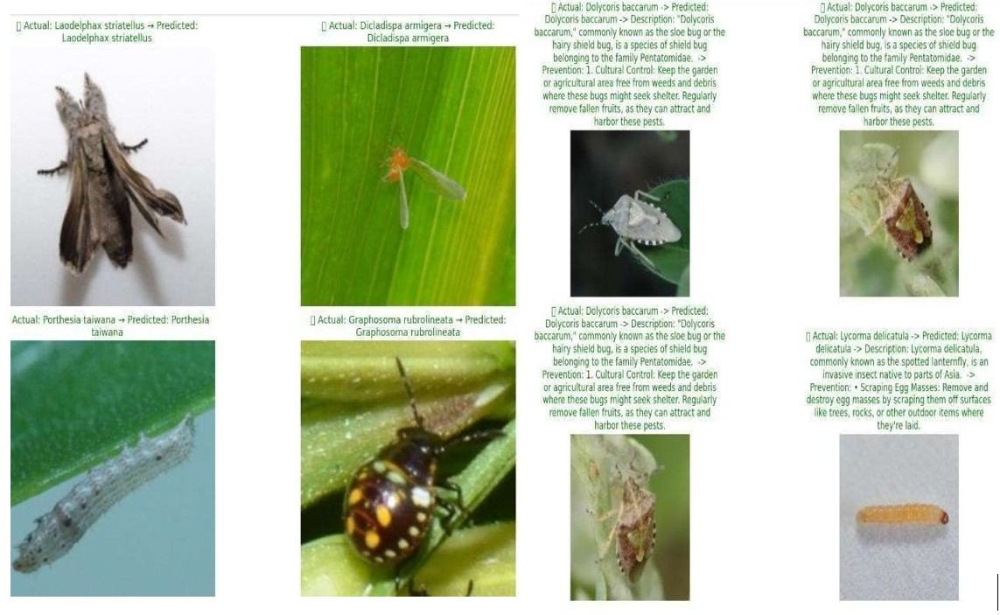 ▯ Actual: Laodelphax striatellus → Predicted:
Laodelphax striatellus
▯ Actual: Dicladispa armigera → Predicted:
Dicladispa armigera
▯ Actual: Dolycoris baccarum -> Predicted:
Dolycoris baccarum -> Description: "Dolycoris
baccarum," commonly known as the sloe bug or the
hairy shield bug, is a species of shield bug
belonging to the family Pentatomidae. ->
Prevention: 1. Cultural Control: Keep the garden
or agricultural area free from weeds and debris
where these bugs might seek shelter. Regularly
remove fallen fruits, as they can attract and
harbor these pests.
▯ Actual: Dolycoris baccarum -> Predicted:
Dolycoris baccarum -> Description: "Dolycoris
baccarum," commonly known as the sloe bug or the
hairy shield bug, is a species of shield bug
belonging to the family Pentatomidae. ->
Prevention: 1. Cultural Control: Keep the garden
or agricultural area free from weeds and debris
where these bugs might seek shelter. Regularly
remove fallen fruits, as they can attract and
harbor these pests.
Actual: Porthesia taiwana → Predicted: Porthesia
taiwana
▯ Actual: Graphosoma rubrolineata → Predicted:
Graphosoma rubrolineata
▯ Actual: Dolycoris baccarum -> Predicted:
Dolycoris baccarum -> Description: "Dolycoris
baccarum," commonly known as the sloe bug or the
hairy shield bug, is a species of shield bug
belonging to the family Pentatomidae. ->
Prevention: 1. Cultural Control: Keep the garden
or agricultural area free from weeds and debris
where these bugs might seek shelter. Regularly
remove fallen fruits, as they can attract and
harbor these pests.
▯ Actual: Lycorma delicatula -> Predicted: Lycorma
delicatula -> Description: Lycorma delicatula,
commonly known as the spotted lanternfly, is an
invasive insect native to parts of Asia. ->
Prevention: • Scraping Egg Masses: Remove and
destroy egg masses by scraping them off surfaces
like trees, rocks, or other outdoor items where
they're laid.